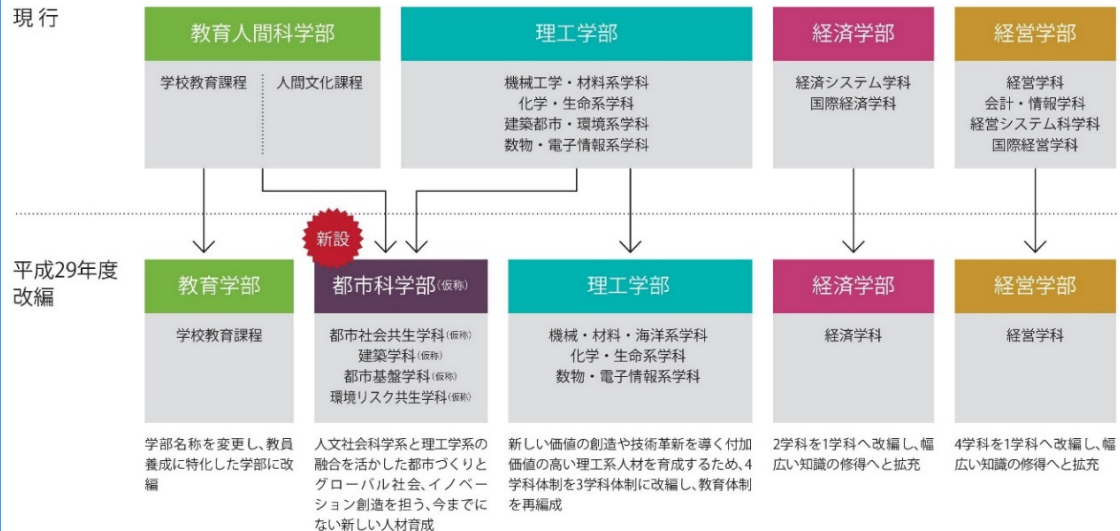 現行
教育人間科学部
学校教育課程
人間文化課程
理工学部
機械工学・材料系学科
化学・生命系学科
建築都市・環境系学科
数物・電子情報系学科
経済学部
経済システム学科
国際経済学科
経営学部
経営学科
会計・情報学科
経営システム科学科
国際経営学科
平成29年度
改編
教育学部
学校教育課程
学部名称を変更し、教員
養成に特化した学部に改
編
新設
都市科学部(仮称)
都市社会共生学科(仮称)
建築学科(仮称)
都市基盤学科(仮称)
環境リスク共生学科(仮称)
人文社会科学系と理工学系の
融合を活かした都市づくりと
グローバル社会、イノベー
ション創造を担う、今までに
ない新しい人材育成
理工学部
機械・材料・海洋系学科
化学・生命系学科
数物・電子情報系学科
新しい価値の創造や技術革新を導く付加
価値の高い理工系人材を育成するため、4
学科体制を3学科体制に改編し、教育体制
を再編成
経済学部
経済学科
2学科を1学科へ改編し、幅
広い知識の修得へと拡充
経営学部
経営学科
4学科を1学科へ改編し、幅
広い知識の修得へと拡充